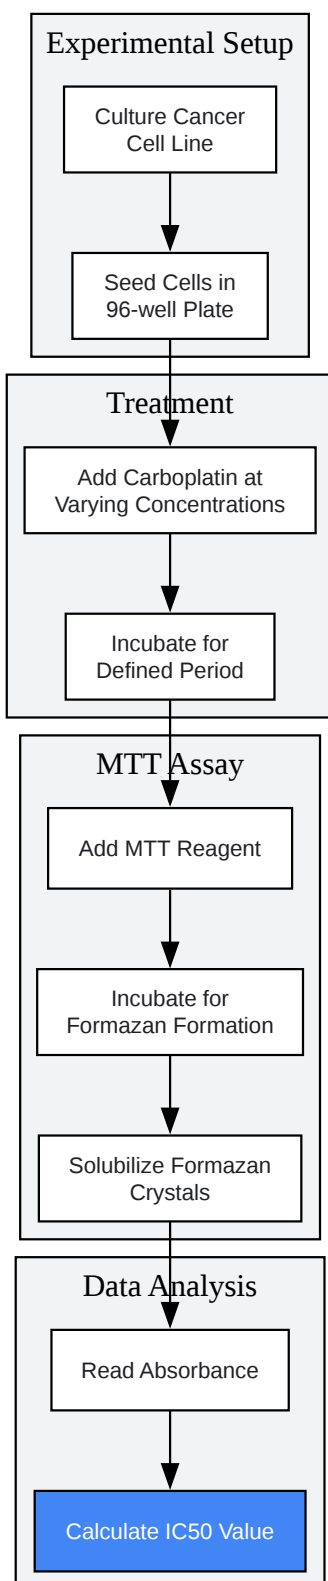 Experimental Setup
Culture Cancer
Cell Line
Seed Cells in
96-well Plate
Treatment
Add Carboplatin at
Varying Concentrations
Incubate for
Defined Period
MTT Assay
Add MTT Reagent
Incubate for
Formazan Formation
Solubilize Formazan
Crystals
Data Analysis
Read Absorbance
Calculate IC50 Value